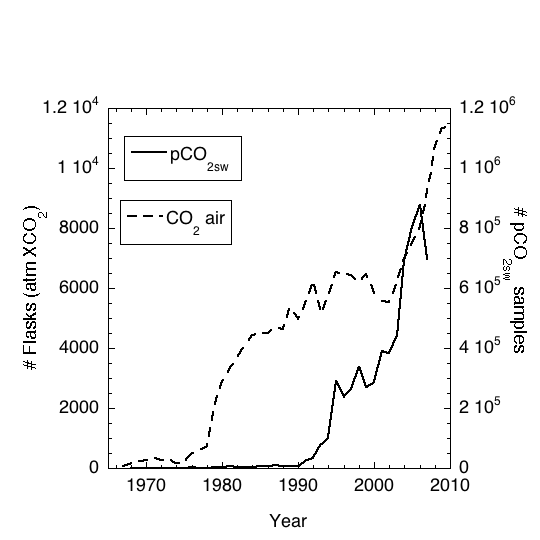 1.2 10⁴
1 10⁴
8000
6000
4000
2000
0
# Flasks (atm XCO₂)
pCO₂sw
CO₂ air
1.2 10⁶
1 10⁶
8 10⁵
6 10⁵
4 10⁵
2 10⁵
0
# pCO₂sw samples
1970 1980 1990 2000 2010
Year